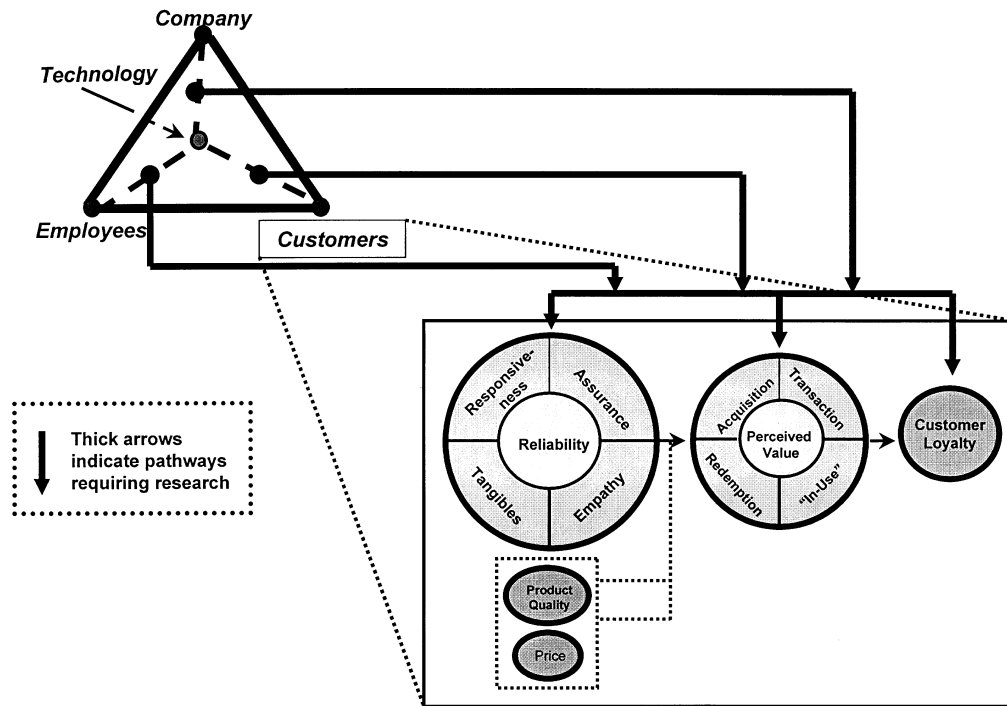 Company
Technology
Employees
Customers
Thick arrows
indicate pathways
requiring research
Responsive-
ness
Assurance
Reliability
Tangibles
Empathy
Acquisition
Transaction
Perceived
Value
Redemption
"In-Use"
Customer
Loyalty
Product
Quality
Price